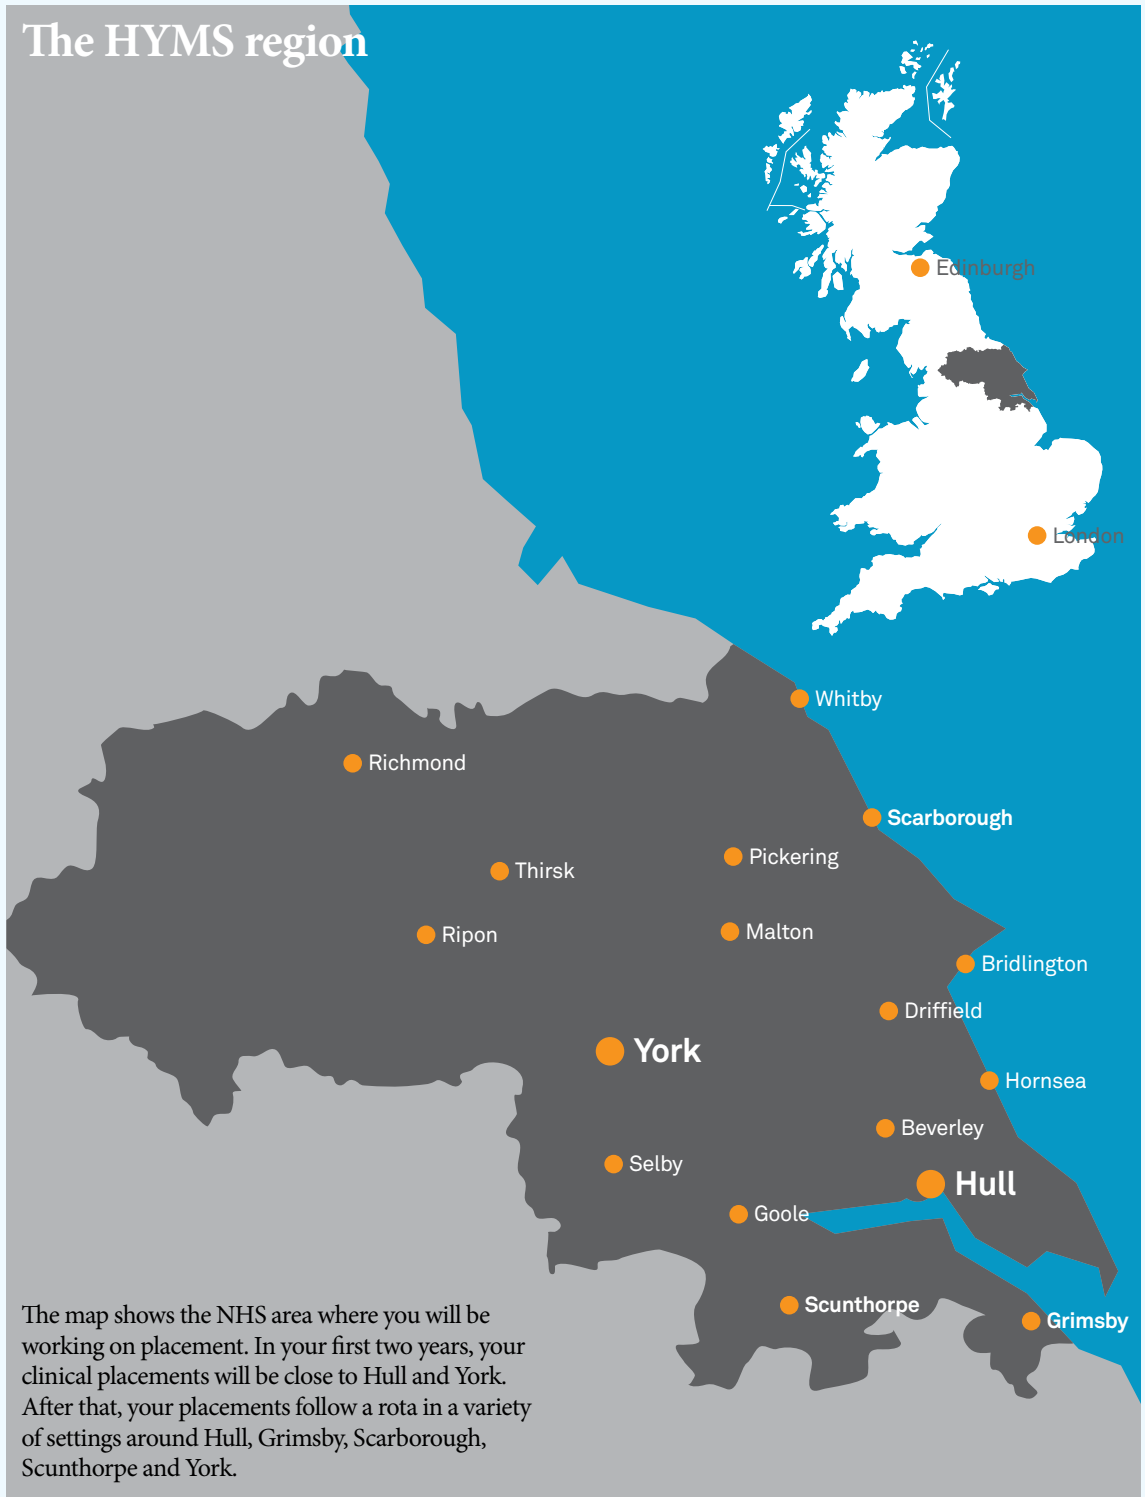 The HYMS region
Edinburgh
London
Whitby
Richmond
Scarborough
Pickering
Thirsk
Malton
Ripon
Bridlington
Driffield
York
Hornsea
Beverley
Selby
Hull
Goole
Scunthorpe
Grimsby
The map shows the NHS area where you will be
working on placement. In your first two years, your
clinical placements will be close to Hull and York.
After that, your placements follow a rota in a variety
of settings around Hull, Grimsby, Scarborough,
Scunthorpe and York.